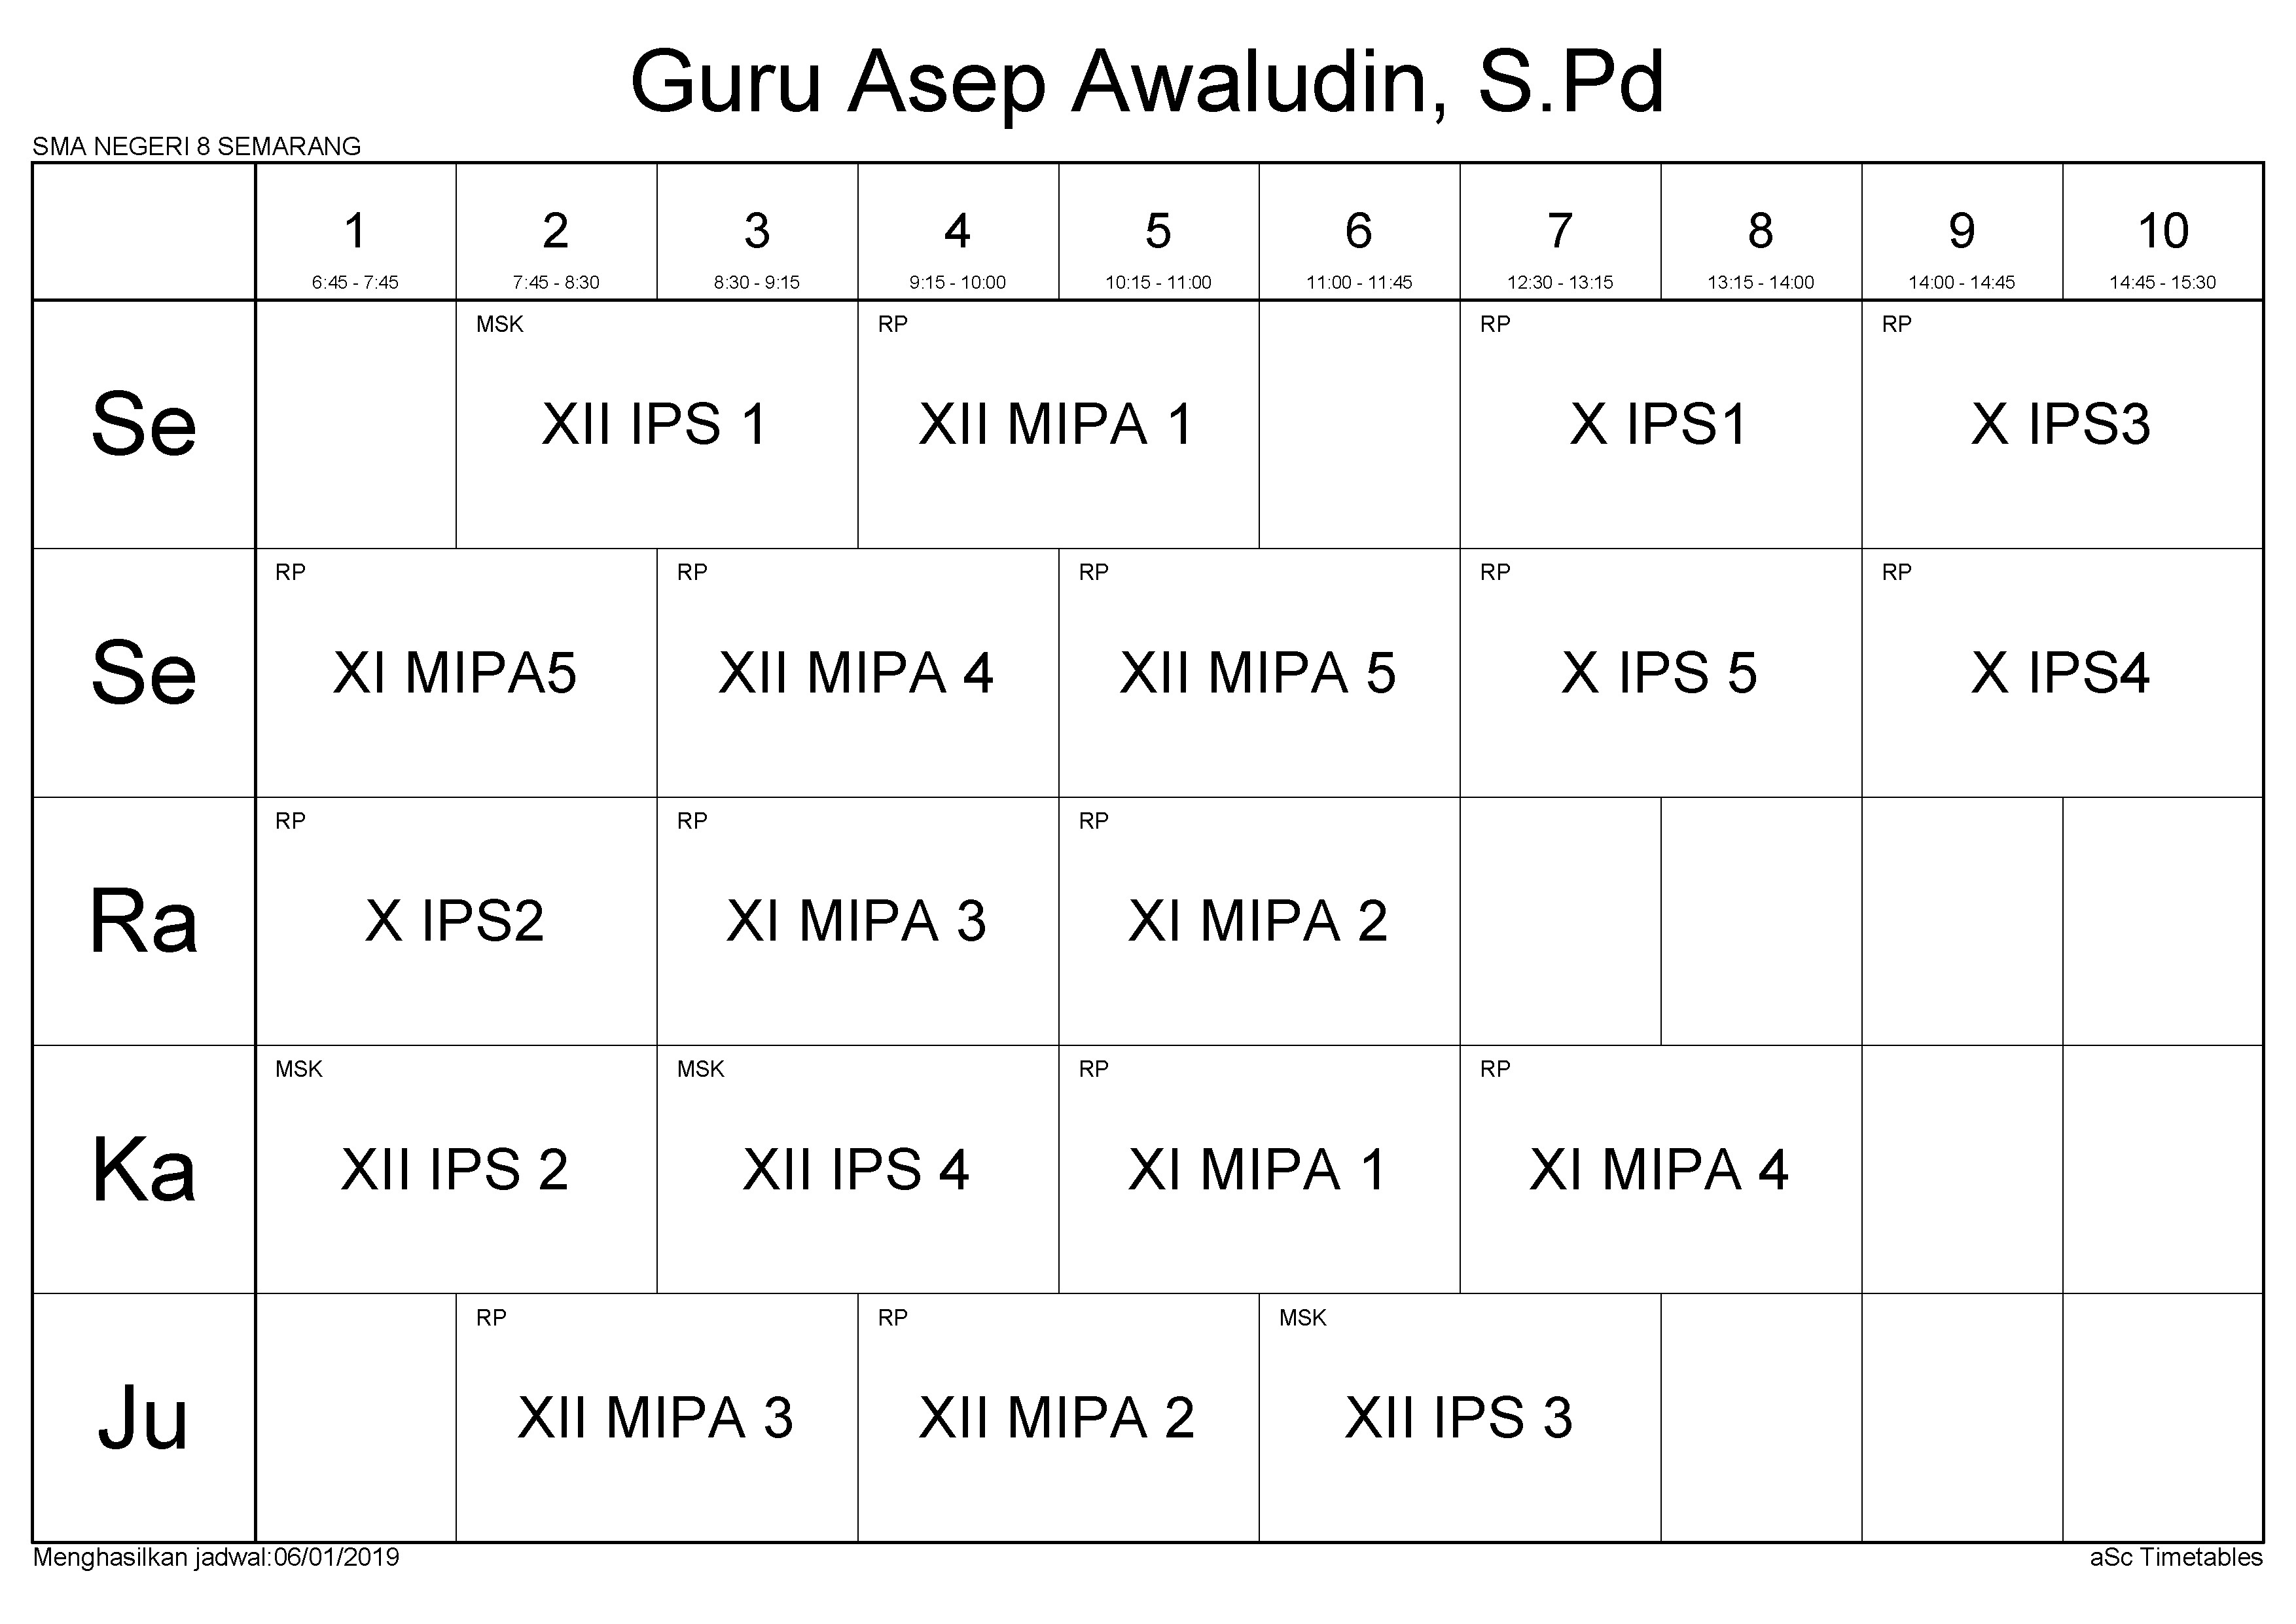 Guru Asep Awaludin, S.Pd
SMA NEGERI 8 SEMARANG
1 2 3 4 5 6 7 8 9 10
6:45 - 7:45 7:45 - 8:30 8:30 - 9:15 9:15 - 10:00 10:15 - 11:00 11:00 - 11:45 12:30 - 13:15 13:15 - 14:00 14:00 - 14:45 14:45 - 15:30
MSK RP RP RP
Se XII IPS 1 XII MIPA 1 X IPS1 X IPS3
RP RP RP RP RP
Se XI MIPA5 XII MIPA 4 XII MIPA 5 X IPS 5 X IPS4
RP RP RP
Ra X IPS2 XI MIPA 3 XI MIPA 2
MSK MSK RP RP
Ka XII IPS 2 XII IPS 4 XI MIPA 1 XI MIPA 4
RP RP MSK
Ju XII MIPA 3 XII MIPA 2 XII IPS 3
Menghasilkan jadwal:06/01/2019 aSc Timetables